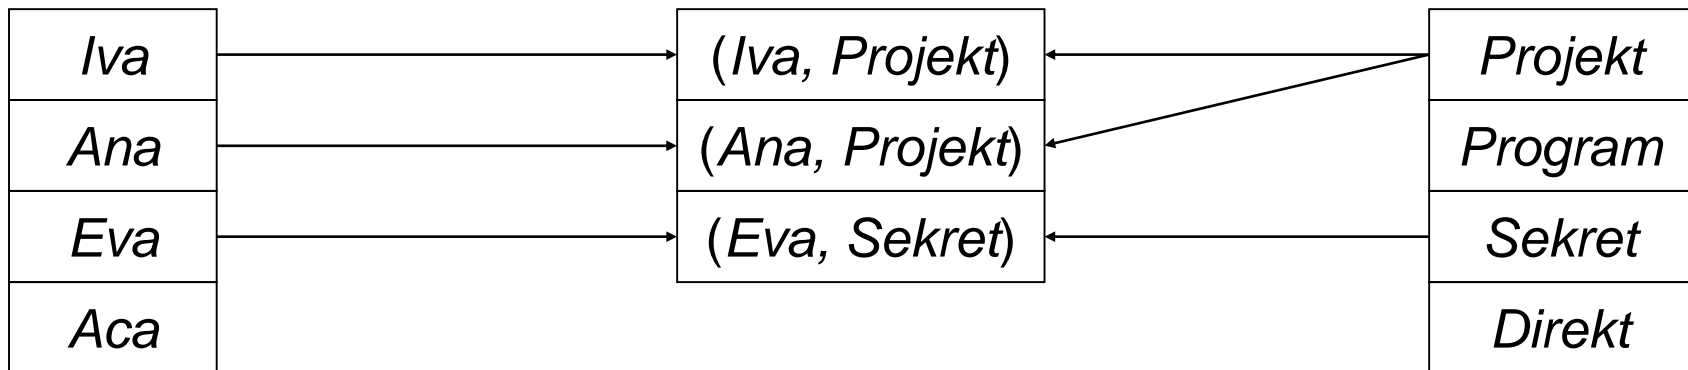 Iva
(Iva, Projekt)
Projekt
Ana
(Ana, Projekt)
Program
Eva
(Eva, Sekret)
Sekret
Aca
Direkt